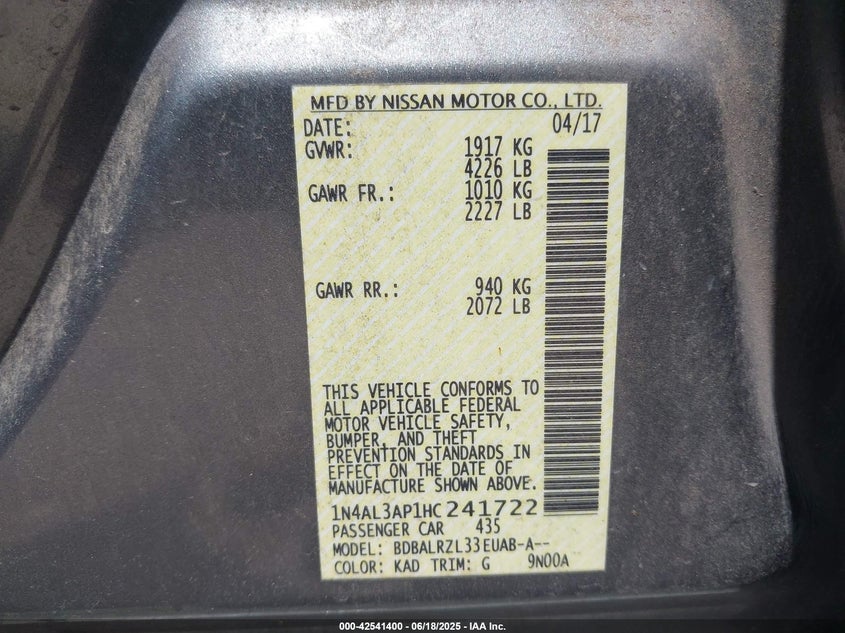 MFD BY NISSAN MOTOR CO., LTD.
DATE: 04/17
GVWR: 1917 KG
4226 LB
GAWR FR.: 1010 KG
2227 LB
GAWR RR.: 940 KG
2072 LB
THIS VEHICLE CONFORMS TO
ALL APPLICABLE FEDERAL
MOTOR VEHICLE SAFETY,
BUMPER, AND THEFT
PREVENTION STANDARDS IN
EFFECT ON THE DATE OF
MANUFACTURE SHOWN ABOVE.
1N4AL3AP1HC241722
PASSENGER CAR 435
MODEL: BDBALRZL33EUAB-A--
COLOR: KAD TRIM: G 9N00A
000-42541400 - 06/18/2025 - IAA Inc.